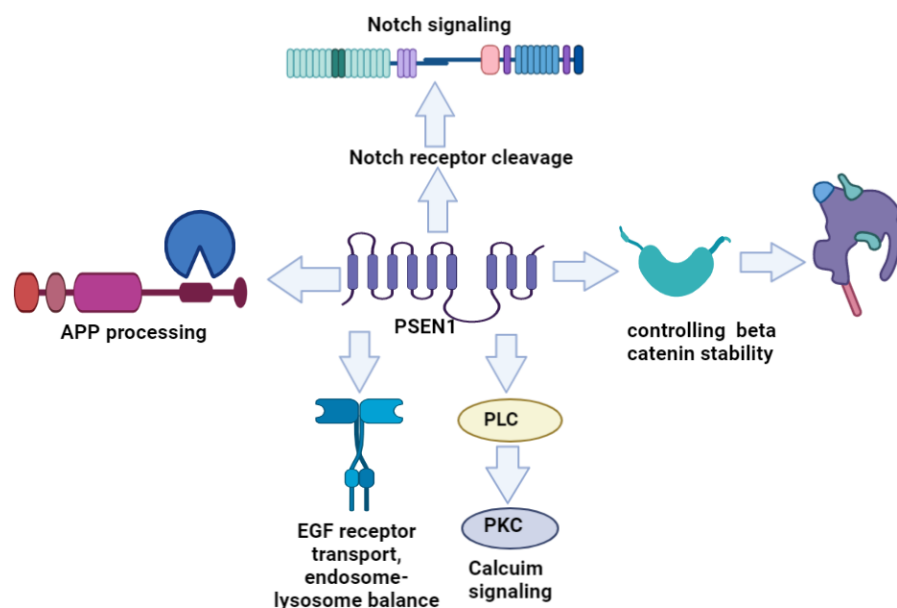 Notch signaling
Notch receptor cleavage
APP processing
PSEN1
controlling beta
catenin stability
PLC
PKC
EGF receptor
transport,
endosome-
lysosome balance
Calcuim
signaling